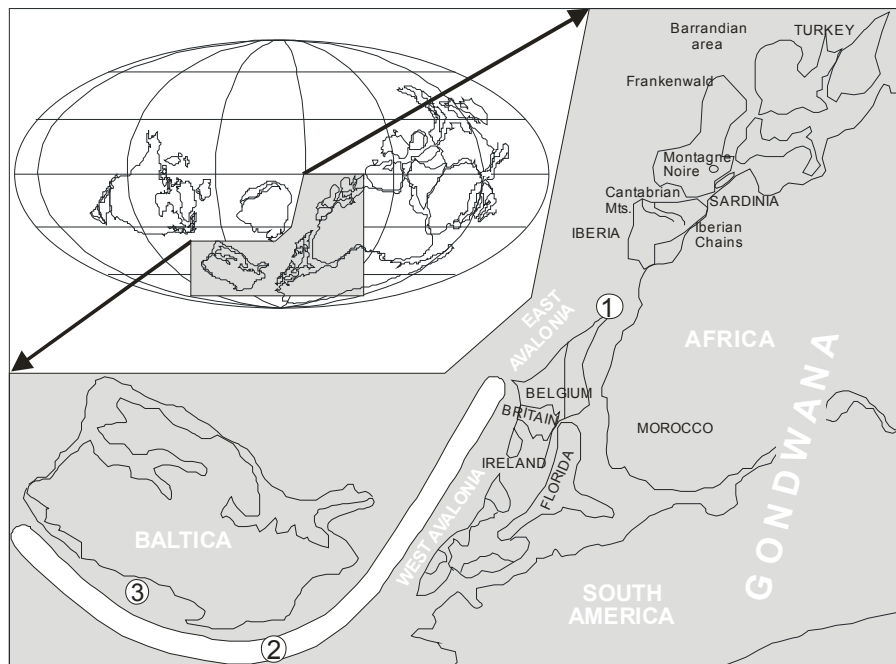 Barrandian
area
TURKEY
Frankenwald
Montagne
Noire
Cantabrian
Mts.
SARDINIA
IBERIA
Iberian
Chains
1
EAST
AVALONIA
AFRICA
BELGIUM
BRITAIN
MOROCCO
IRELAND
FLORIDA
GONDWANA
WEST AVALONIA
BALTICA
3
SOUTH
AMERICA
2